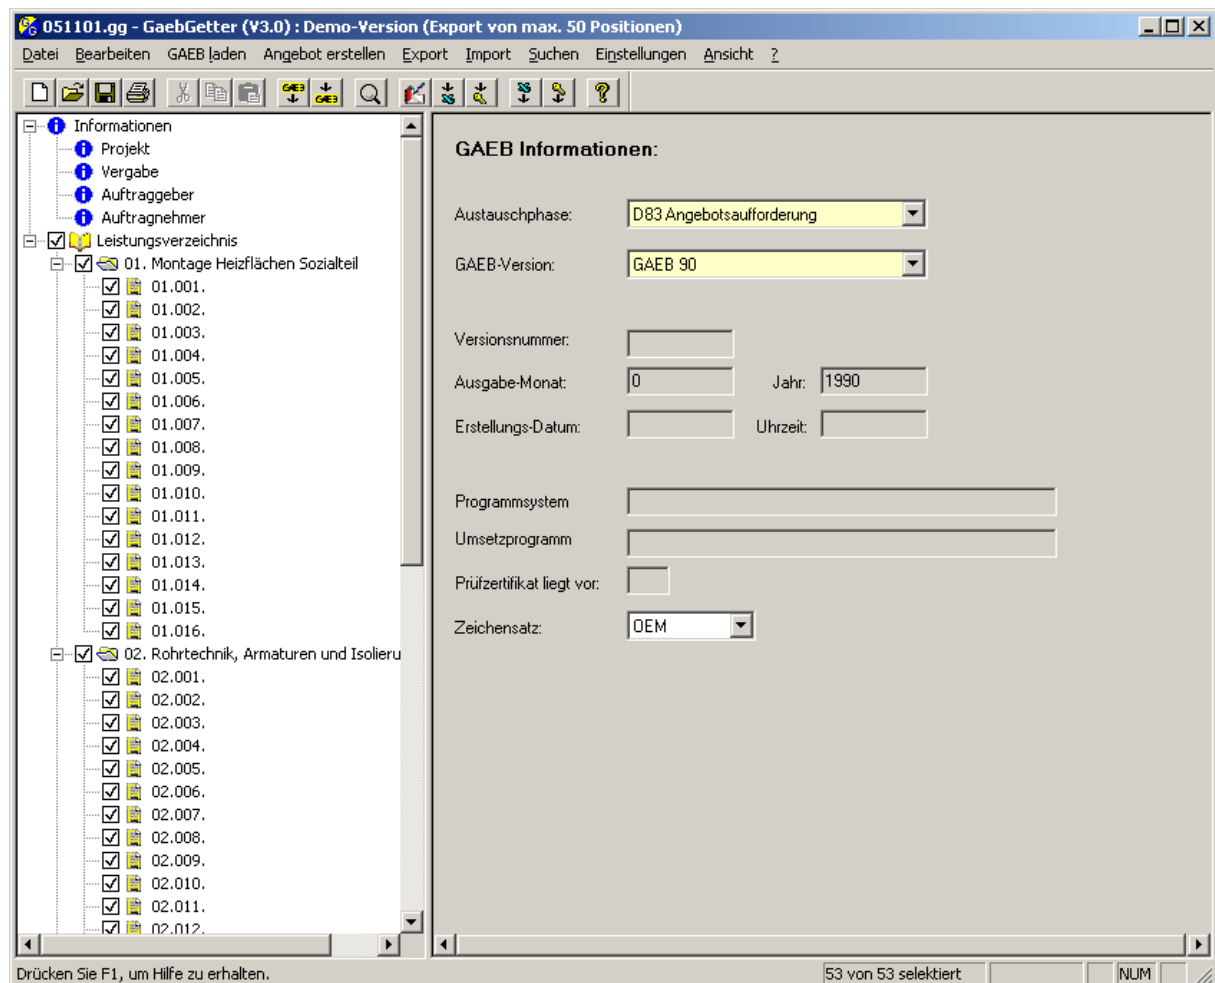 051101.gg - GaebGetter (V3.0) : Demo-Version (Export von max. 50 Positionen)
Datei Bearbeiten GAEB laden Angebot erstellen Export Import Suchen Einstellungen Ansicht ?
Informationen
Projekt
Vergabe
Auftraggeber
Auftragnehmer
Leistungsverzeichnis
01. Montage Heizflächen Sozialteil
01.001.
01.002.
01.003.
01.004.
01.005.
01.006.
01.007.
01.008.
01.009.
01.010.
01.011.
01.012.
01.013.
01.014.
01.015.
01.016.
02. Rohrtechnik, Armaturen und Isolieru
02.001.
02.002.
02.003.
02.004.
02.005.
02.006.
02.007.
02.008.
02.009.
02.010.
02.011.
02.012.
GAEB Informationen:
Austauschphase: D83 Angebotsaufforderung
GAEB-Version: GAEB 90
Versionsnummer:
Ausgabe-Monat: 0 Jahr: 1990
Erstellungs-Datum: Uhrzeit:
Programmsystem
Umsetzprogramm
Prüfzertifikat liegt vor:
Zeichensatz: OEM
Drücken Sie F1, um Hilfe zu erhalten. 53 von 53 selektiert NUM